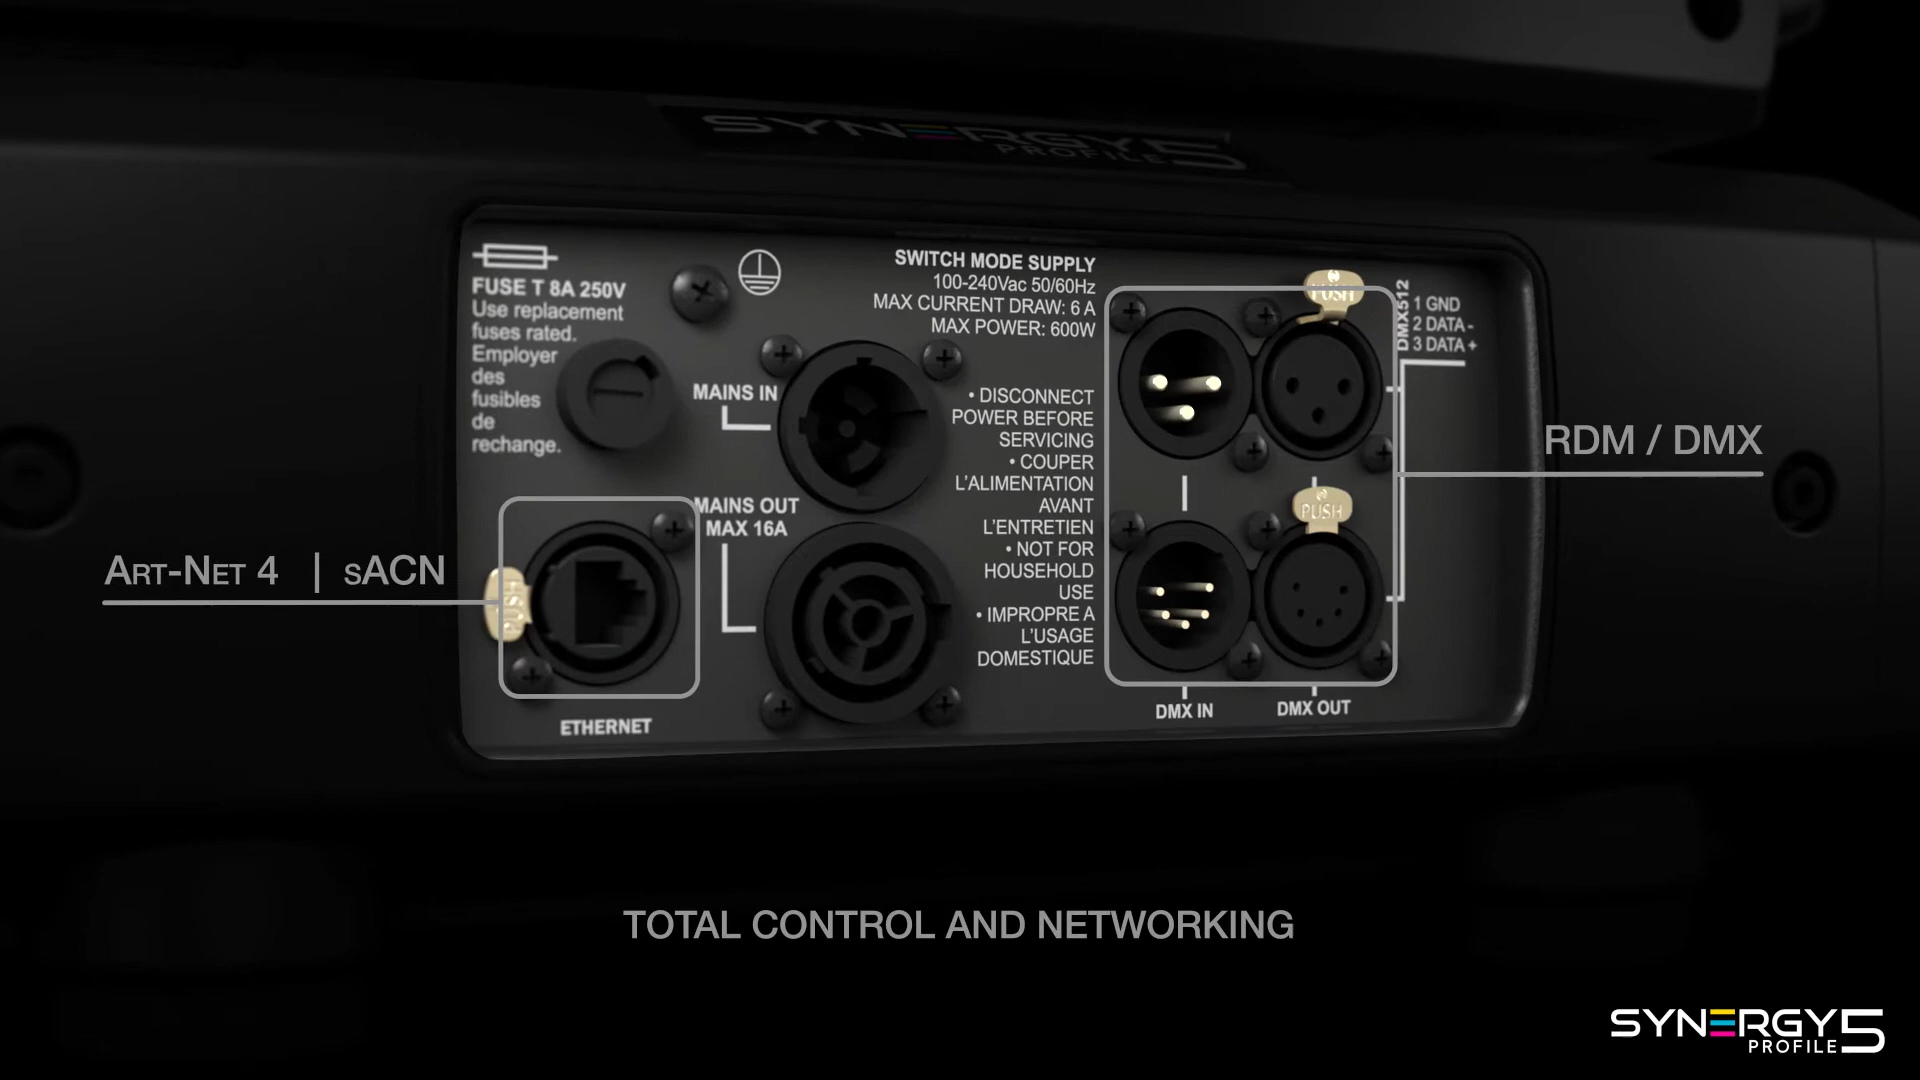 SYNERGY5
PROFILE
FUSE T 8A 250V
Use replacement
fuses rated.
Employer
des
fusibles
de
rechange.
MAINS IN
MAINS OUT
MAX 16A
ETHERNET
SWITCH MODE SUPPLY
100-240Vac 50/60Hz
MAX CURRENT DRAW: 6 A
MAX POWER: 600W
• DISCONNECT
POWER BEFORE
SERVICING
• COUPER
L'ALIMENTATION
AVANT
L'ENTRETIEN
• NOT FOR
HOUSEHOLD
USE
• IMPROPRE A
L'USAGE
DOMESTIQUE
PUSH
PUSH
PUSH
DMX512
1 GND
2 DATA -
3 DATA +
DMX IN
DMX OUT
ART-NET 4 | sACN
RDM / DMX
TOTAL CONTROL AND NETWORKING
SYNERGY5
PROFILE